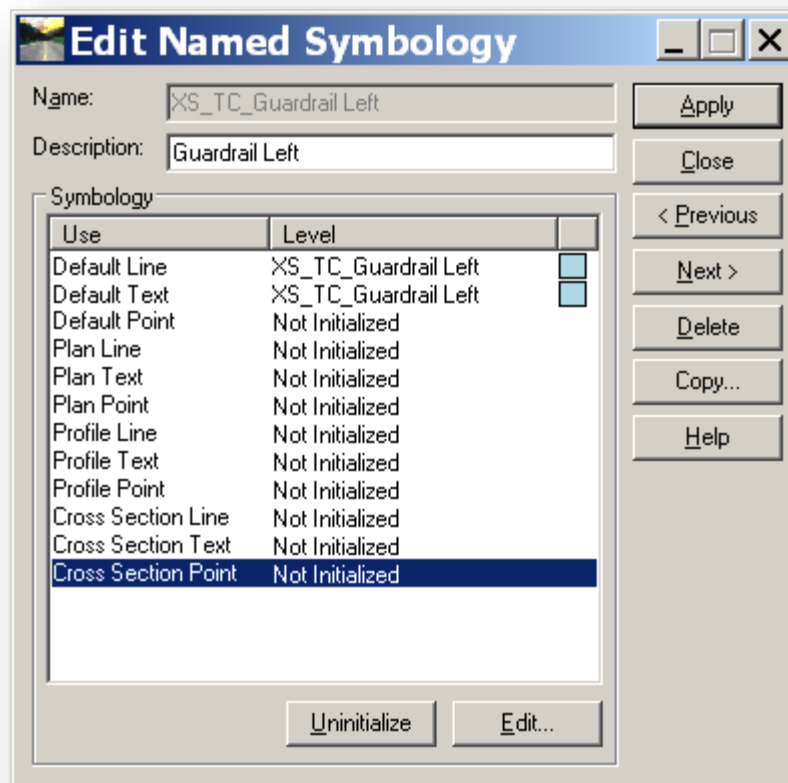 Edit Named Symbology
Name: XS_TC_Guardrail Left
Apply
Description: Guardrail Left
Close
Symbology
< Previous
Use Level
Default Line XS_TC_Guardrail Left
Next >
Default Text XS_TC_Guardrail Left
Default Point Not Initialized
Delete
Plan Line Not Initialized
Plan Text Not Initialized
Copy...
Plan Point Not Initialized
Profile Line Not Initialized
Help
Profile Text Not Initialized
Profile Point Not Initialized
Cross Section Line Not Initialized
Cross Section Text Not Initialized
Cross Section Point Not Initialized
Uninitialize Edit...